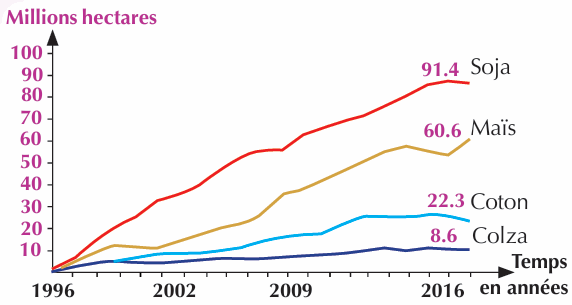 Millions hectares
100
90
80
70
60
50
40
30
20
10
91.4 Soja
60.6 Maïs
22.3 Coton
8.6 Colza
Temps
en années
1996 2002 2009 2016